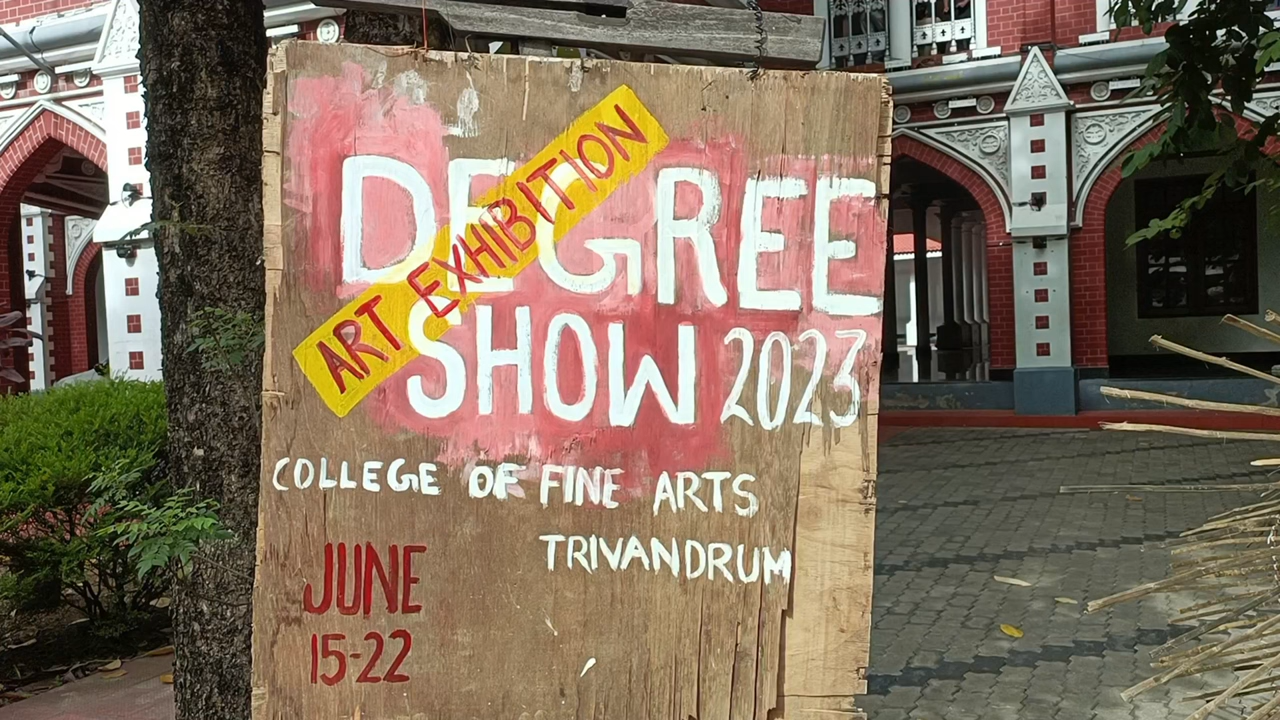 ART EXHIBITION
DEGREE
SHOW 2023
COLLEGE OF FINE ARTS
TRIVANDRUM
JUNE
15-22